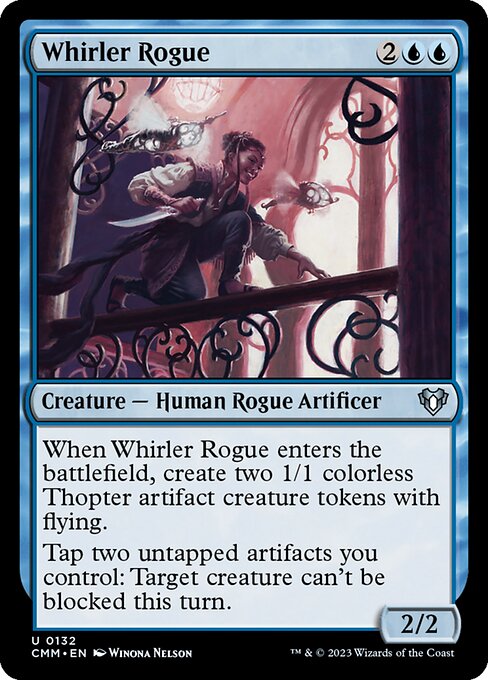 Whirler Rogue 2
Creature — Human Rogue Artificer
When Whirler Rogue enters the
battlefield, create two 1/1 colorless
Thopter artifact creature tokens with
flying.
Tap two untapped artifacts you
control: Target creature can't be
blocked this turn.
2/2
U 0132
CMM • EN Winona Nelson
™ & © 2023 Wizards of the Coast